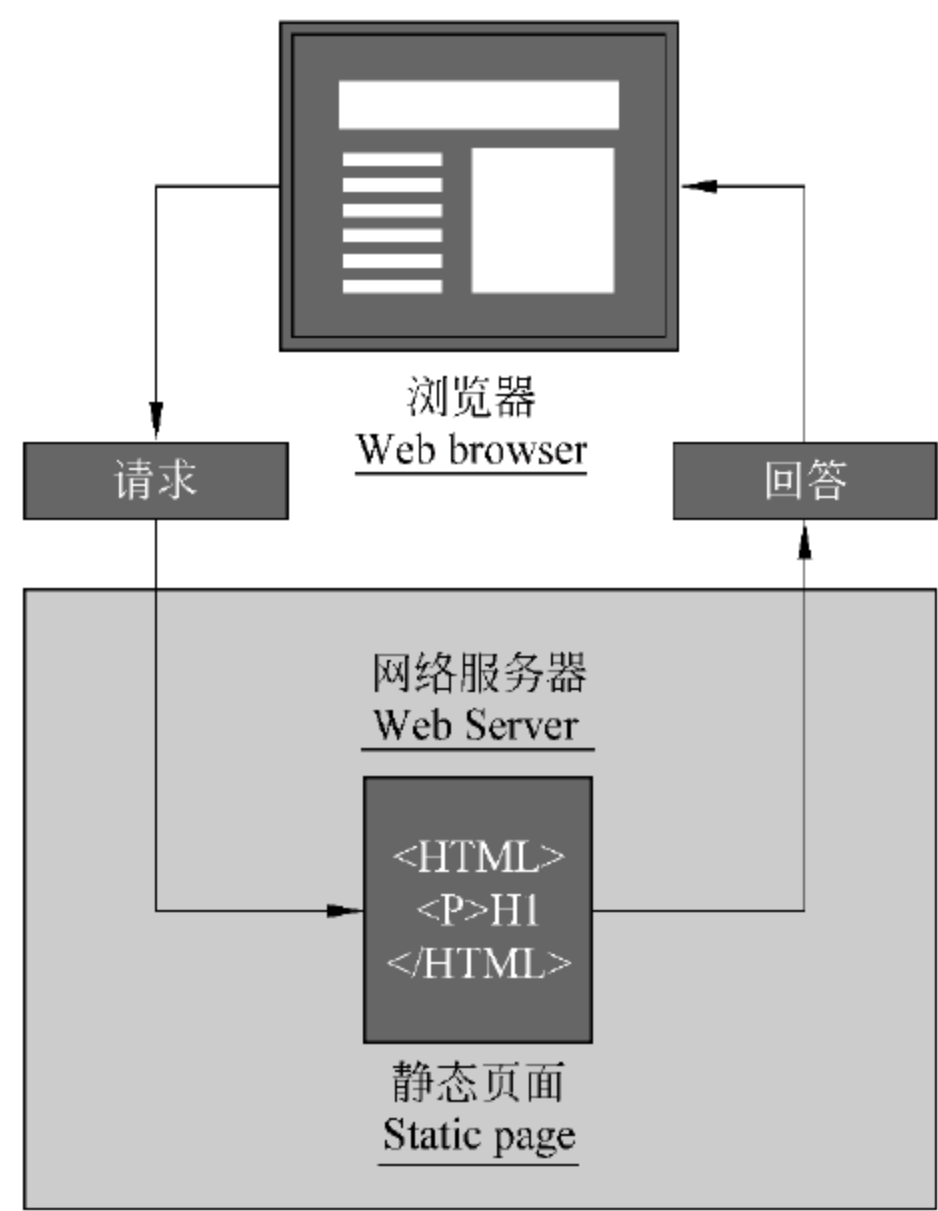 浏览器
Web browser
请求
回答
网络服务器
Web Server
<HTML>
<P>H1
</HTML>
静态页面
Static page